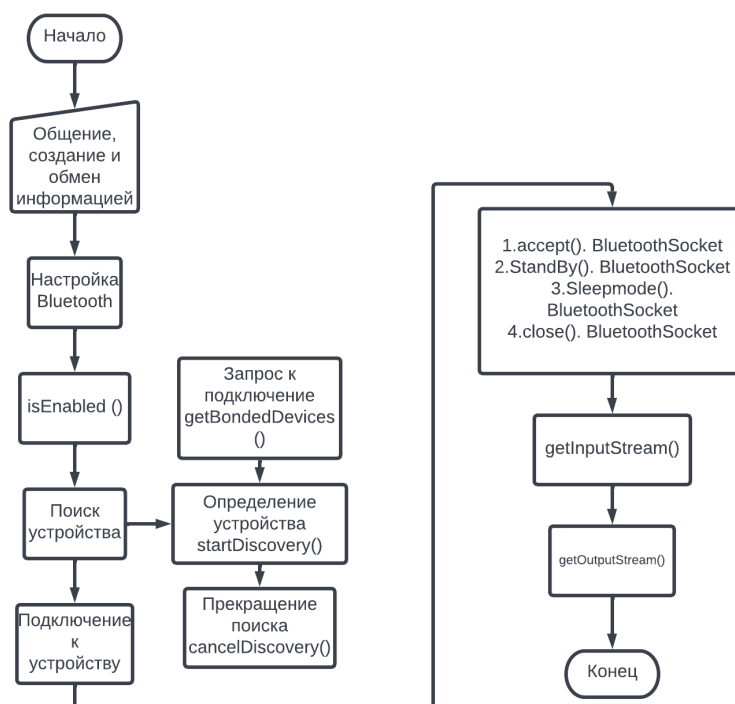 Начало
Общение,
создание и
обмен
информацией
Настройка
Bluetooth
isEnabled ()
Поиск
устройства
Подключение
к
устройству
Запрос к
подключение
getBondedDevices
()
Определение
устройства
startDiscovery()
Прекращение
поиска
cancelDiscovery()
1.accept(). BluetoothSocket
2.StandBy(). BluetoothSocket
3.Sleepmode().
BluetoothSocket
4.close(). BluetoothSocket
getInputStream()
getOutputStream()
Конец